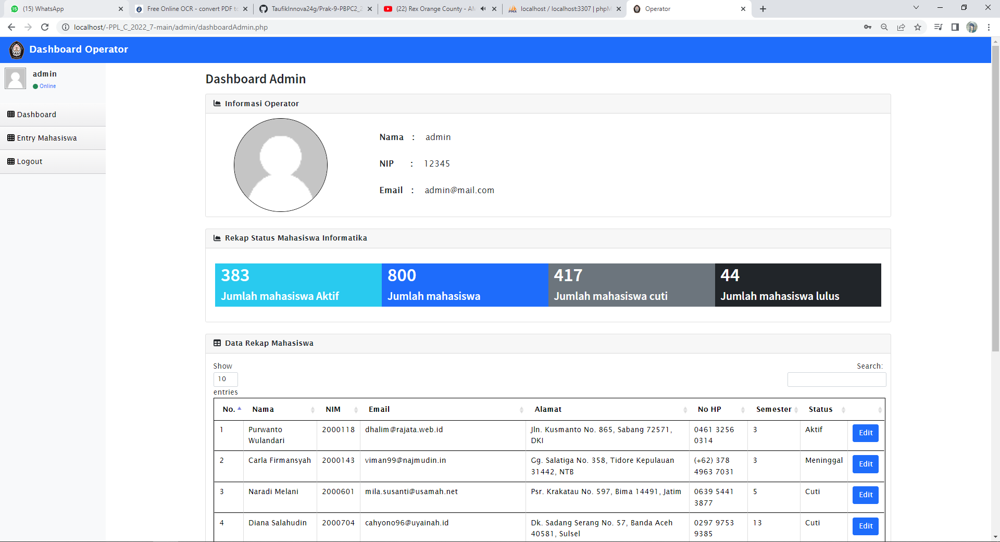 (15) WhatsApp
Free Online OCR - convert PDF to
TaufikInnova24g/Prak-9-PBPC2_2
(22) Rex Orange County - AM
localhost / localhost:3307 | phpM
Operator
localhost/-PPL_C_2022_7-main/admin/dashboardAdmin.php
Dashboard Operator
admin
Online
Dashboard
Entry Mahasiswa
Logout
Dashboard Admin
Informasi Operator
Nama : admin
NIP : 12345
Email : admin@mail.com
Rekap Status Mahasiswa Informatika
383
Jumlah mahasiswa Aktif
800
Jumlah mahasiswa
417
Jumlah mahasiswa cuti
44
Jumlah mahasiswa lulus
Data Rekap Mahasiswa
Show
10
entries
Search:
No. Nama NIM Email Alamat No HP Semester Status
1 Purwanto 2000118 dhalim@rajata.web.id Jln. Kusmanto No. 865, Sabang 72571, 0461 3256 3 Aktif Edit
Wulandari DKI 0314
2 Carla Firmansyah 2000143 viman99@najmudin.in Gg. Salatiga No. 358, Tidore Kepulauan (+62) 378 3 Meninggal Edit
31442, NTB 4963 7031
3 Naradi Melani 2000601 mila.susanti@usamah.net Psr. Krakatau No. 597, Bima 14491, Jatim 0639 5441 5 Cuti Edit
3877
4 Diana Salahudin 2000704 cahyono96@uyainah.id Dk. Sadang Serang No. 57, Banda Aceh 0297 9753 13 Cuti Edit
40581, Sulsel 9385